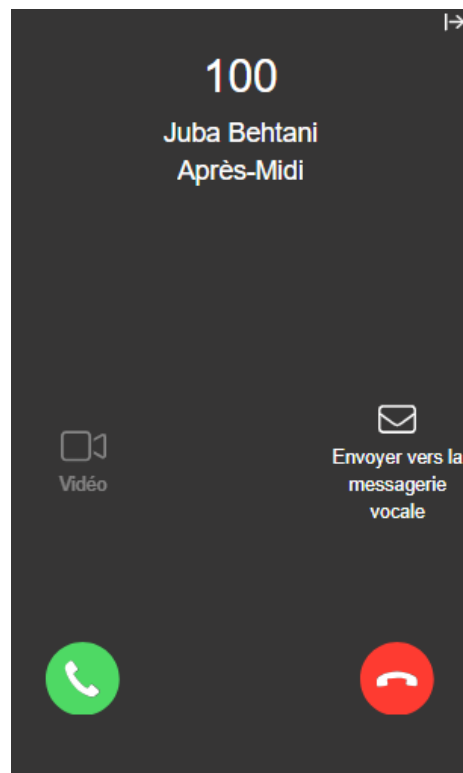 100
Juba Behtani
Après-Midi
Vidéo
Envoyer vers la
messagerie
vocale